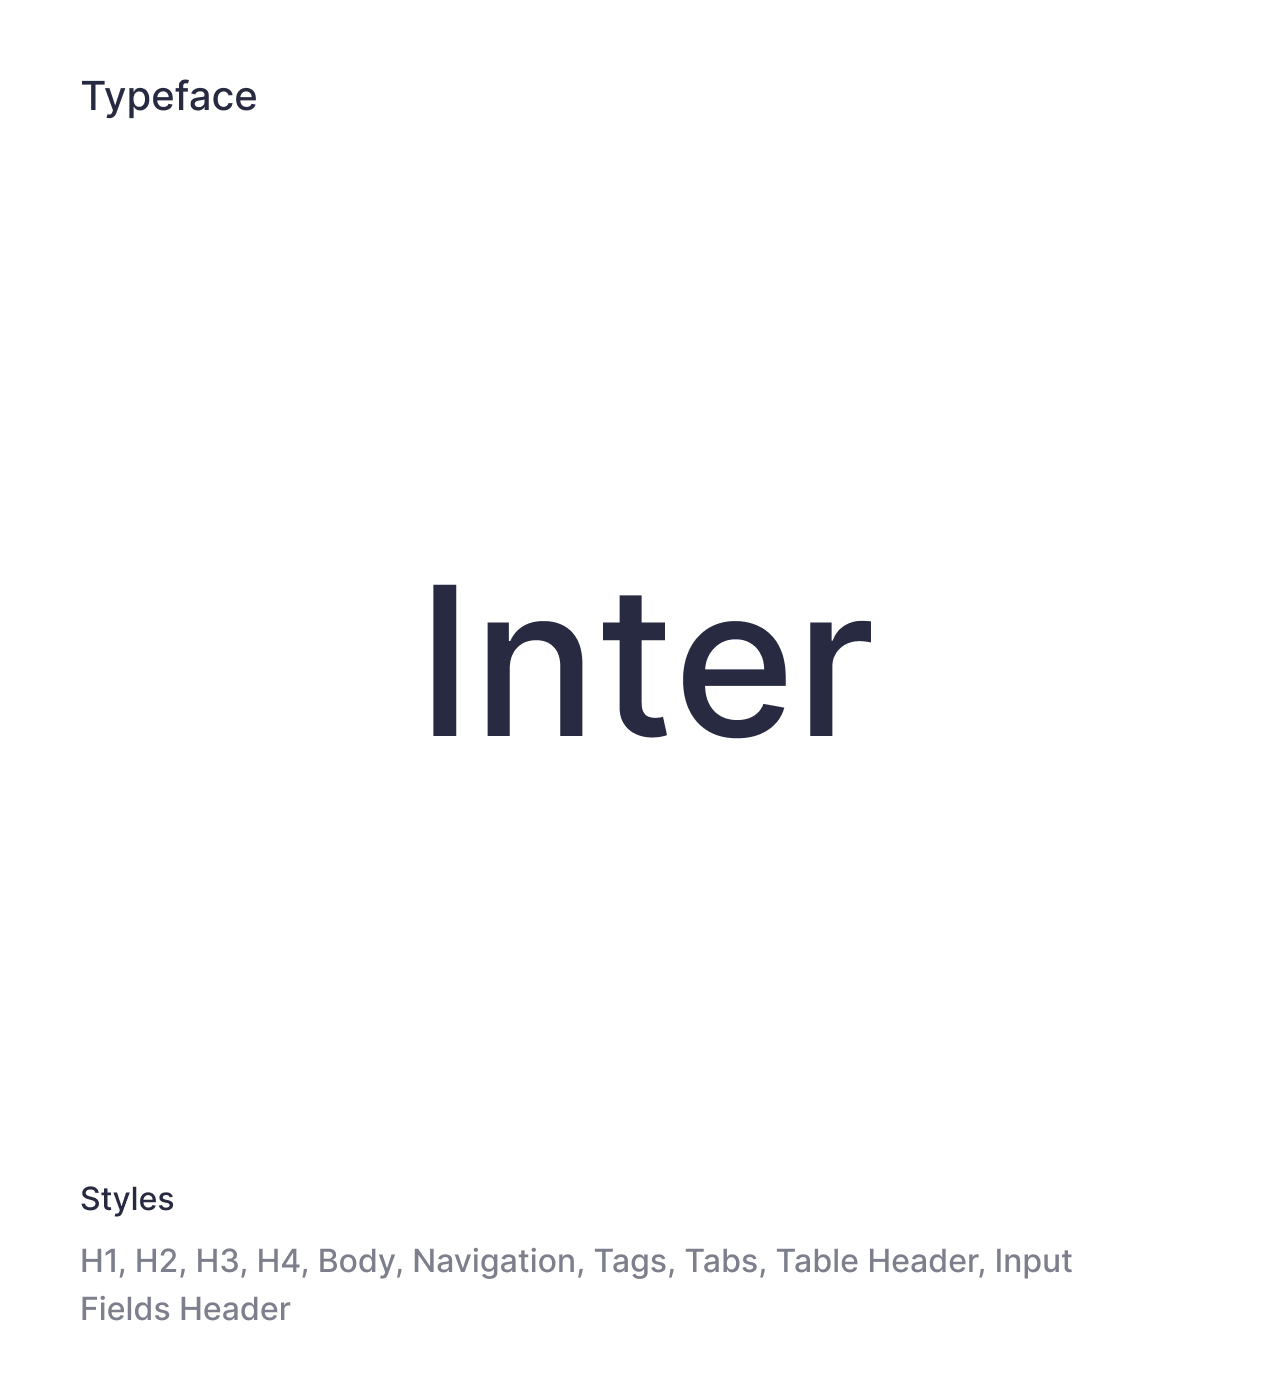 Typeface
Inter
Styles
H1, H2, H3, H4, Body, Navigation, Tags, Tabs, Table Header, Input
Fields Header